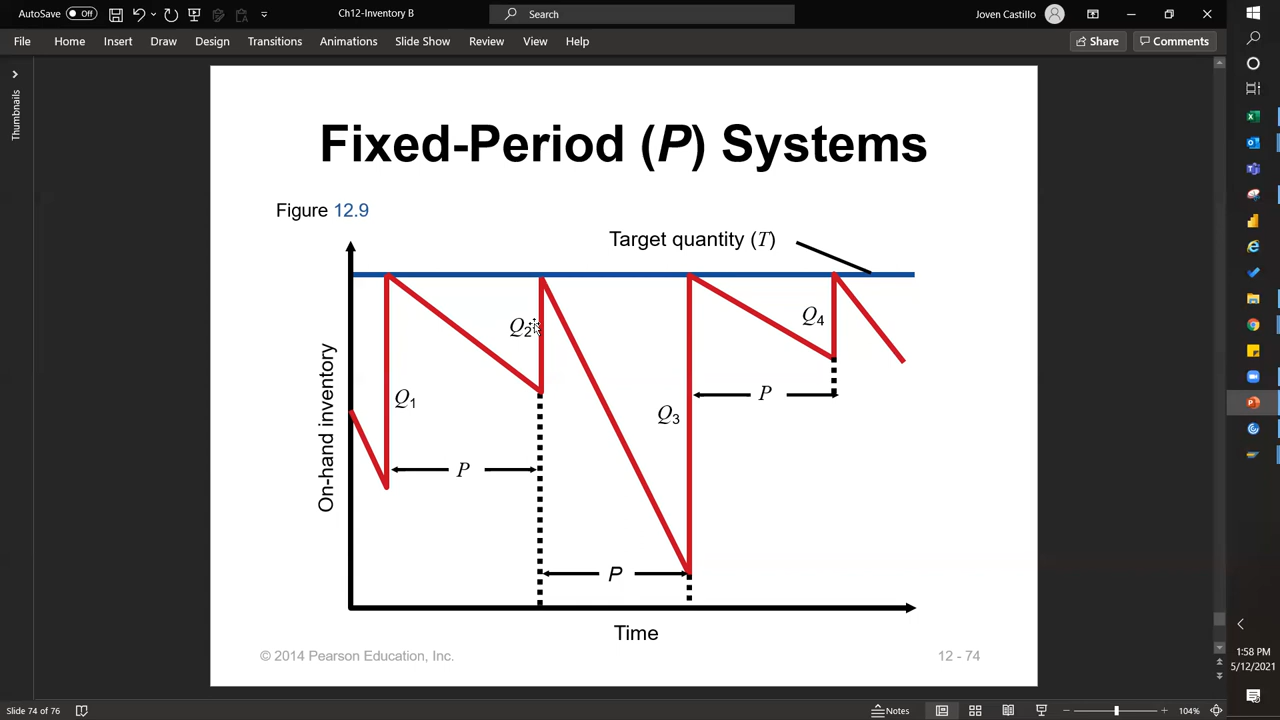 AutoSave Off
Ch12-Inventory B
Search
Joven Castillo
File Home Insert Draw Design Transitions Animations Slide Show Review View Help
Share Comments
Thumbnails
Fixed-Period (P) Systems
Figure 12.9
Target quantity (T)
On-hand inventory
Q4
Q2
Q1
P
Q3
P
P
Time
© 2014 Pearson Education, Inc.
12 - 74
1:58 PM
5/12/2021
Slide 74 of 76
Notes
104%